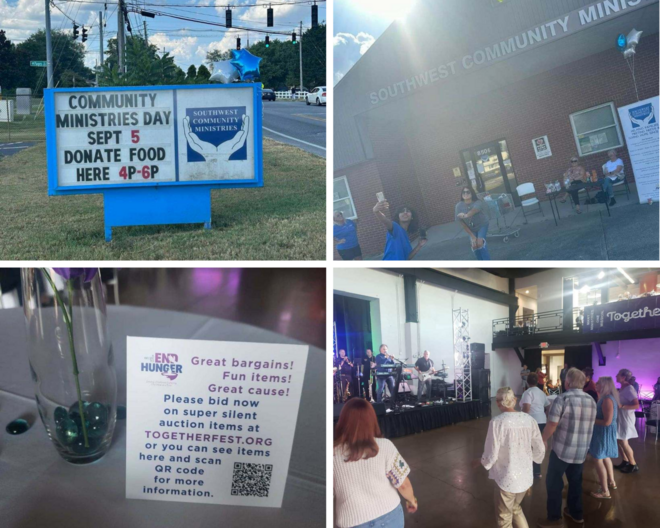 COMMUNITY
MINISTRIES DAY
SEPT 5
DONATE FOOD
HERE 4P-6P
SOUTHWEST
COMMUNITY
MINISTRIES
SOUTHWEST COMMUNITY MINISTRIES
END
HUNGER
Great bargains!
Fun items!
Great cause!
Please bid now
on super silent
auction items at
TOGETHERFEST.ORG
or you can see items
here and scan
QR code
for more
information.
Together